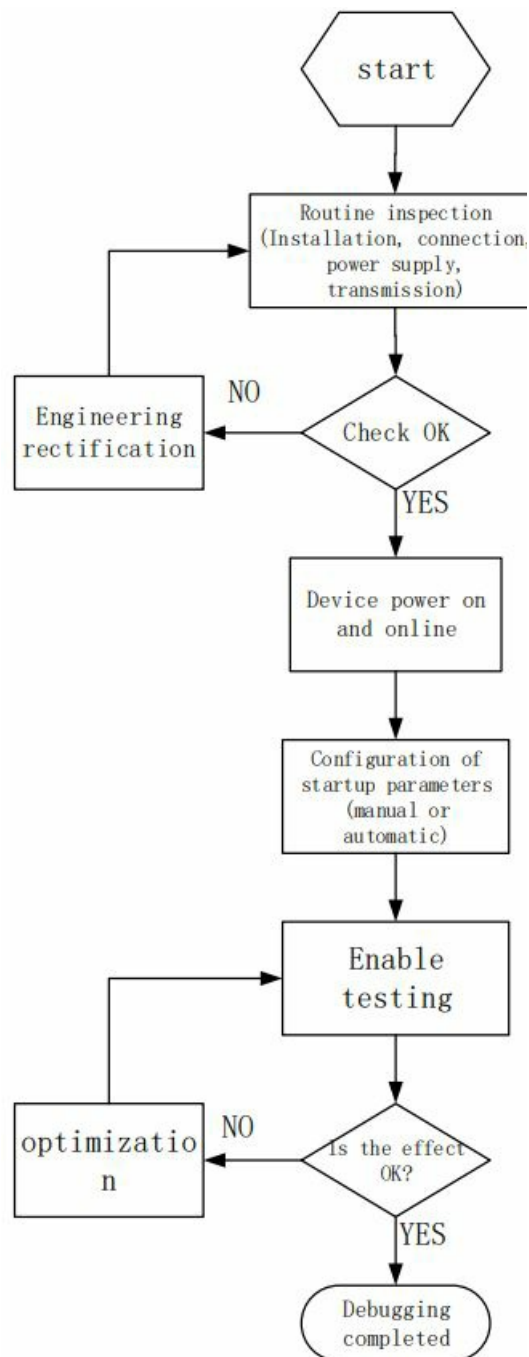 start
Routine inspection
(Installation, connection,
power supply,
transmission)
NO
Engineering
rectification
Check OK
YES
Device power on
and online
Configuration of
startup parameters
(manual or
automatic)
Enable
testing
NO
optimizatio
n
Is the effect
OK?
YES
Debugging
completed